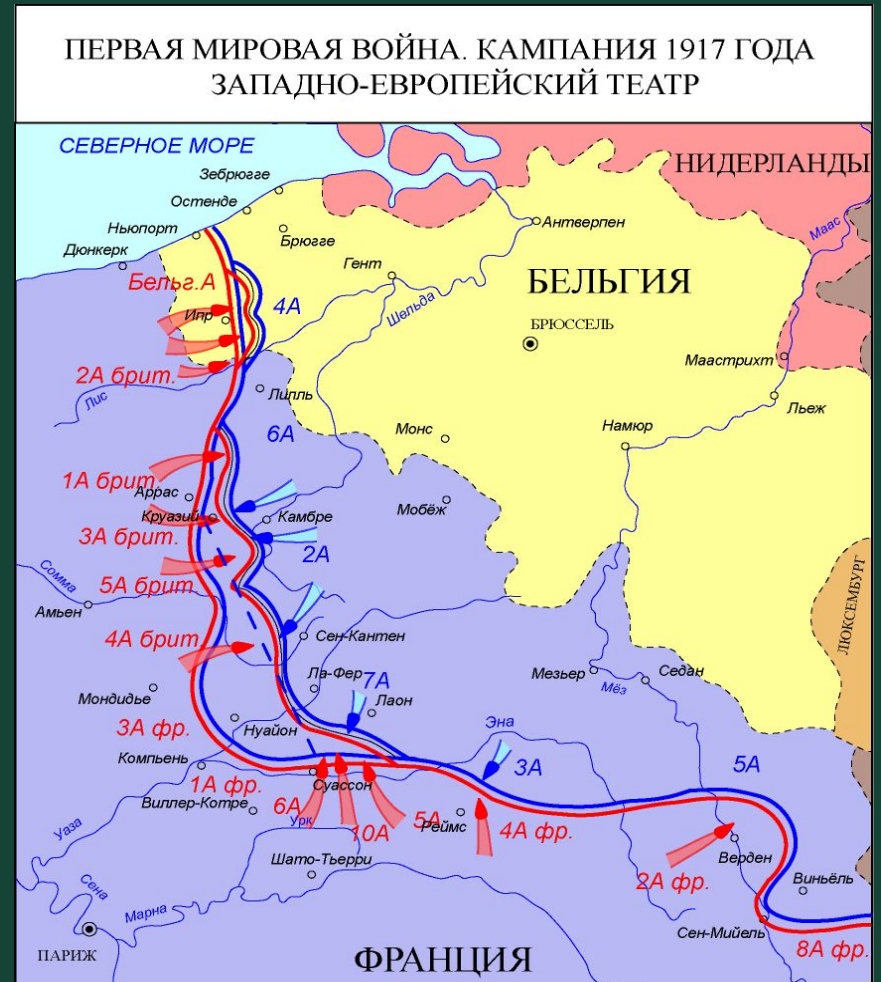 ПЕРВАЯ МИРОВАЯ ВОЙНА. КАМПАНИЯ 1917 ГОДА
ЗАПАДНО-ЕВРОПЕЙСКИЙ ТЕАТР
СЕВЕРНОЕ МОРЕ
НИДЕРЛАНДЫ
Зебрюгге
Остенде
Ньюпорт
Брюгге
Антверпен
Маас
Дюнкерк
Гент
БЕЛЬГИЯ
Бельг.А
4А
Шельда
Ипр
БРЮССЕЛЬ
Маастрихт
2А брит.
Лис
Лилль
Льеж
6А
Монс
Намюр
1А брит.
Аррас
Мобёж
Круазий
Камбре
3А брит.
2А
Сомма
5А брит.
ЛЮКСЕМБУРГ
Амьен
4А брит.
Сен-Кантен
Ла-Фер
7А
Мезьер
Седан
Мёз
Мондидье
Лаон
3А фр.
Нуайон
Эна
Компьень
3А
5А
1А фр.
Суассон
Виллер-Котре
6А
Урк
10А
5А
Реймс
4А фр.
Уаза
Шато-Тьерри
Верден
2А фр.
Виньёль
Сена
Марна
Сен-Мийель
ПАРИЖ
ФРАНЦИЯ
8А фр.